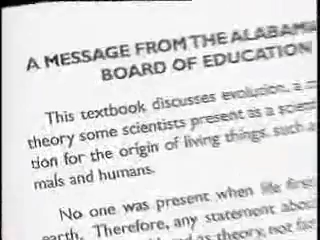 A MESSAGE FROM THE ALABAMA
BOARD OF EDUCATION
This textbook discusses evolution, a
theory some scientists present as a scien
tion for the origin of living things, such a
mals and humans.
No one was present when life first
earth. Therefore, any statement about
as theory, not fac